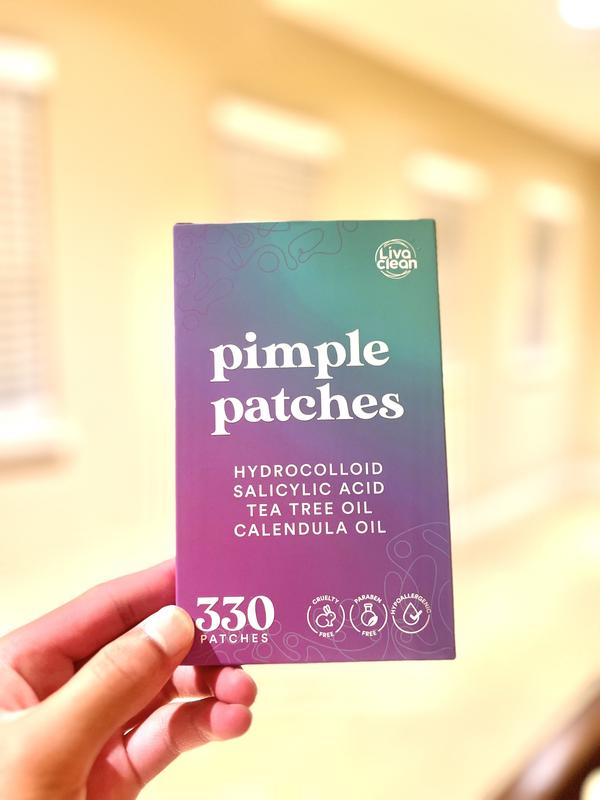 Liva
clean
pimple
patches
HYDROCOLLOID
SALICYLIC ACID
TEA TREE OIL
CALENDULA OIL
330
PATCHES
CRUELTY
FREE
PARABEN
FREE
HYPOALLERGENIC